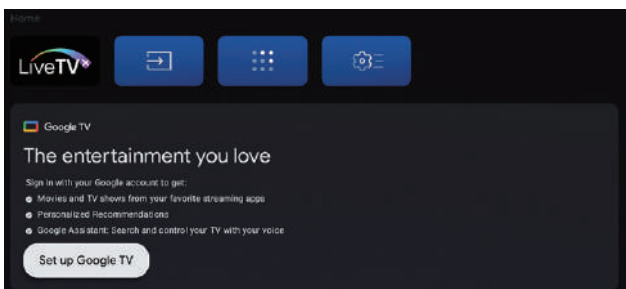 Home
LiveTV
Google TV
The entertainment you love
Sign in with your Google account to get:
Movies and TV shows from your favorite streaming apps
Personalized Recommendations
Google Assistant: Search and control your TV with your voice
Set up Google TV